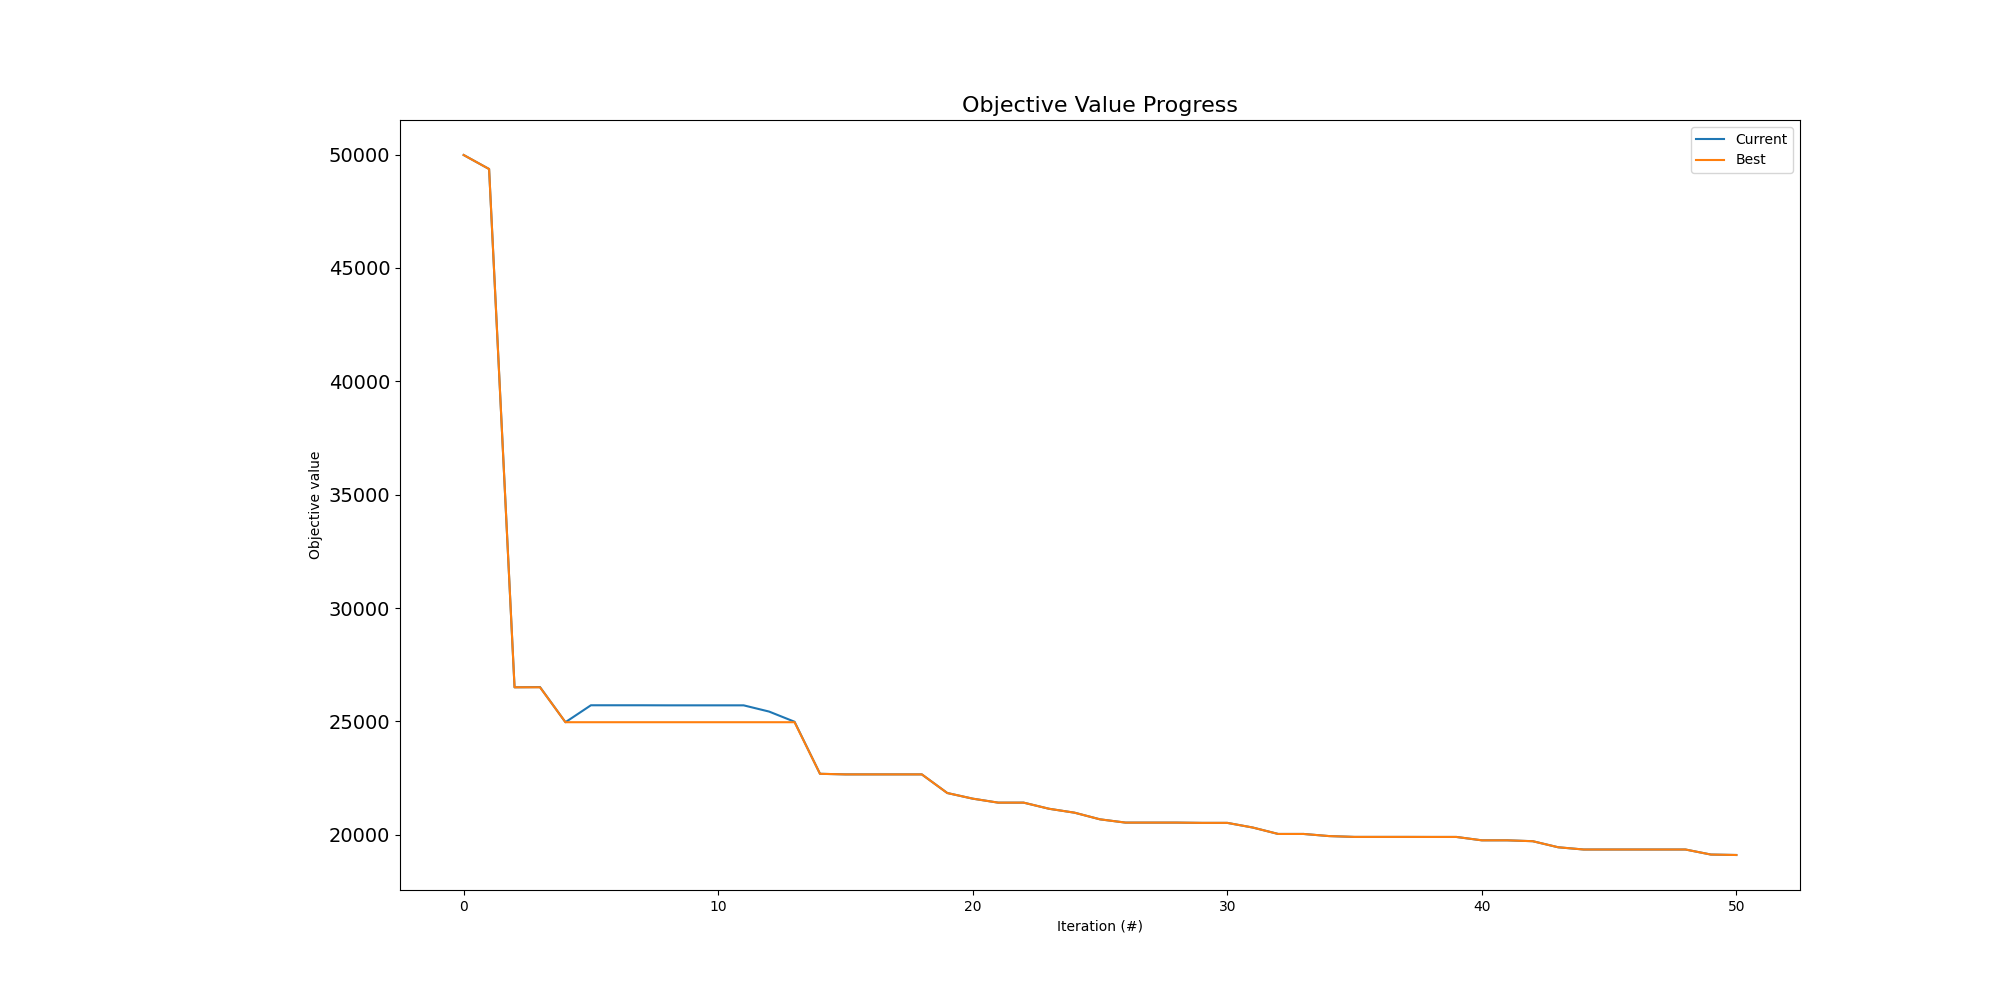 Objective Value Progress
Current
Best
50000
45000
40000
35000
30000
25000
20000
Objective value
0 10 20 30 40 50
Iteration (#)